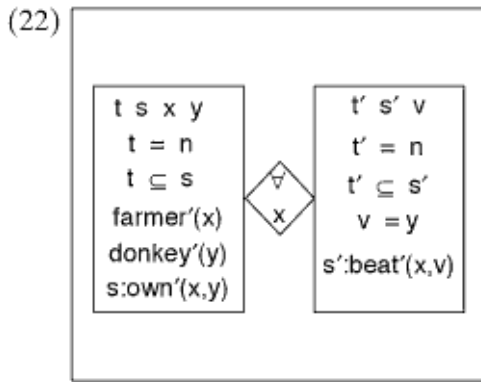 (22)
t s x y
t = n
t ⊆ s
farmer′(x)
donkey′(y)
s:own′(x,y)
∀
x
t′ s′ v
t′ = n
t′ ⊆ s′
v = y
s′:beat′(x,v)